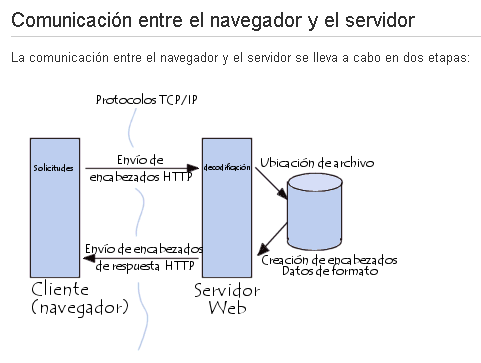 Comunicación entre el navegador y el servidor
La comunicación entre el navegador y el servidor se lleva a cabo en dos etapas:
Protocolos TCP/IP
Solicitudes
Envío de
encabezados HTTP
decodificación
Ubicación de archivo
Envío de encabezados
de respuesta HTTP
Creación de encabezados
Datos de formato
Cliente
(navegador)
Servidor
Web